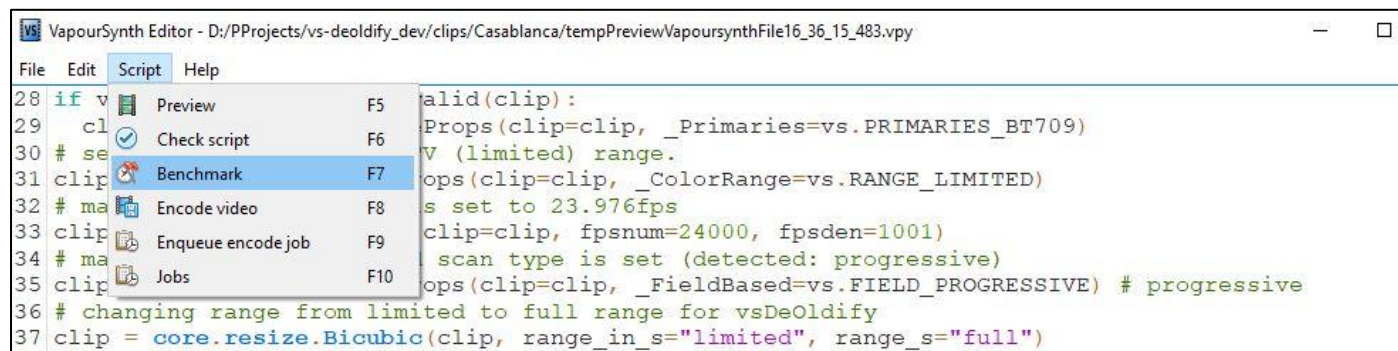 VS VapourSynth Editor - D:/PProjects/vs-deoldify_dev/clips/Casablanca/tempPreviewVapoursynthFile16_36_15_483.vpy
File Edit Script Help
28 if v alid(clip):
Preview F5
29 cl eProps(clip=clip, _Primaries=vs.PRIMARIES_BT709)
Check script F6
30 # se V (limited) range.
31 clip ops(clip=clip, _ColorRange=vs.RANGE_LIMITED)
Benchmark F7
32 # ma s set to 23.976fps
Encode video F8
33 clip clip=clip, fpsnum=24000, fpsden=1001)
Enqueue encode job F9
34 # ma scan type is set (detected: progressive)
Jobs F10
35 clip ops(clip=clip, _FieldBased=vs.FIELD_PROGRESSIVE) # progressive
36 # changing range from limited to full range for vsDeOldify
37 clip = core.resize.Bicubic(clip, range_in_s="limited", range_s="full")